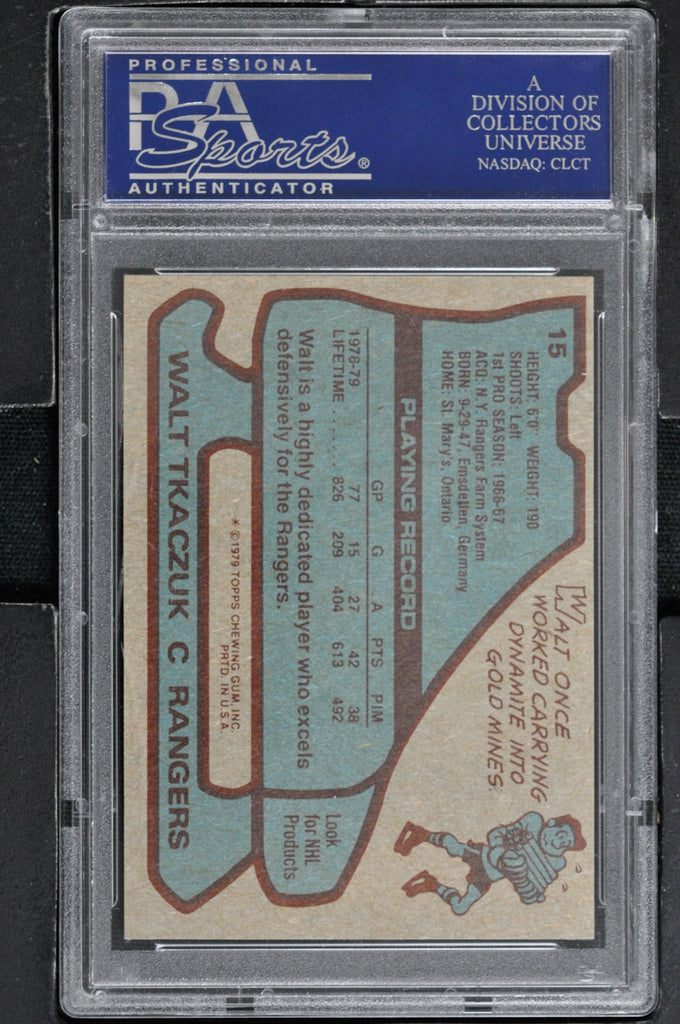 PROFESSIONAL
PSA
Sports®
AUTHENTICATOR
A
DIVISION OF
COLLECTORS
UNIVERSE
NASDAQ: CLCT
15
HEIGHT: 6'0" WEIGHT: 190
SHOOTS: Left
1st PRO SEASON: 1966-67
ACQ: N.Y. Rangers Farm System
BORN: 9-29-47, Emsdetten, Germany
HOME: St. Mary's, Ontario
WALT ONCE
WORKED CARRYING
DYNAMITE INTO
GOLD MINES.
PLAYING RECORD
GP G A PTS PIM
1978-79 77 15 27 42 38
LIFETIME ...... 826 209 404 613 492
Walt is a highly dedicated player who excels
defensively for the Rangers.
Look
for NHL
Products
* ©1979 TOPPS CHEWING GUM, INC.
PRTD. IN U.S.A.
WALT TKACZUK C RANGERS